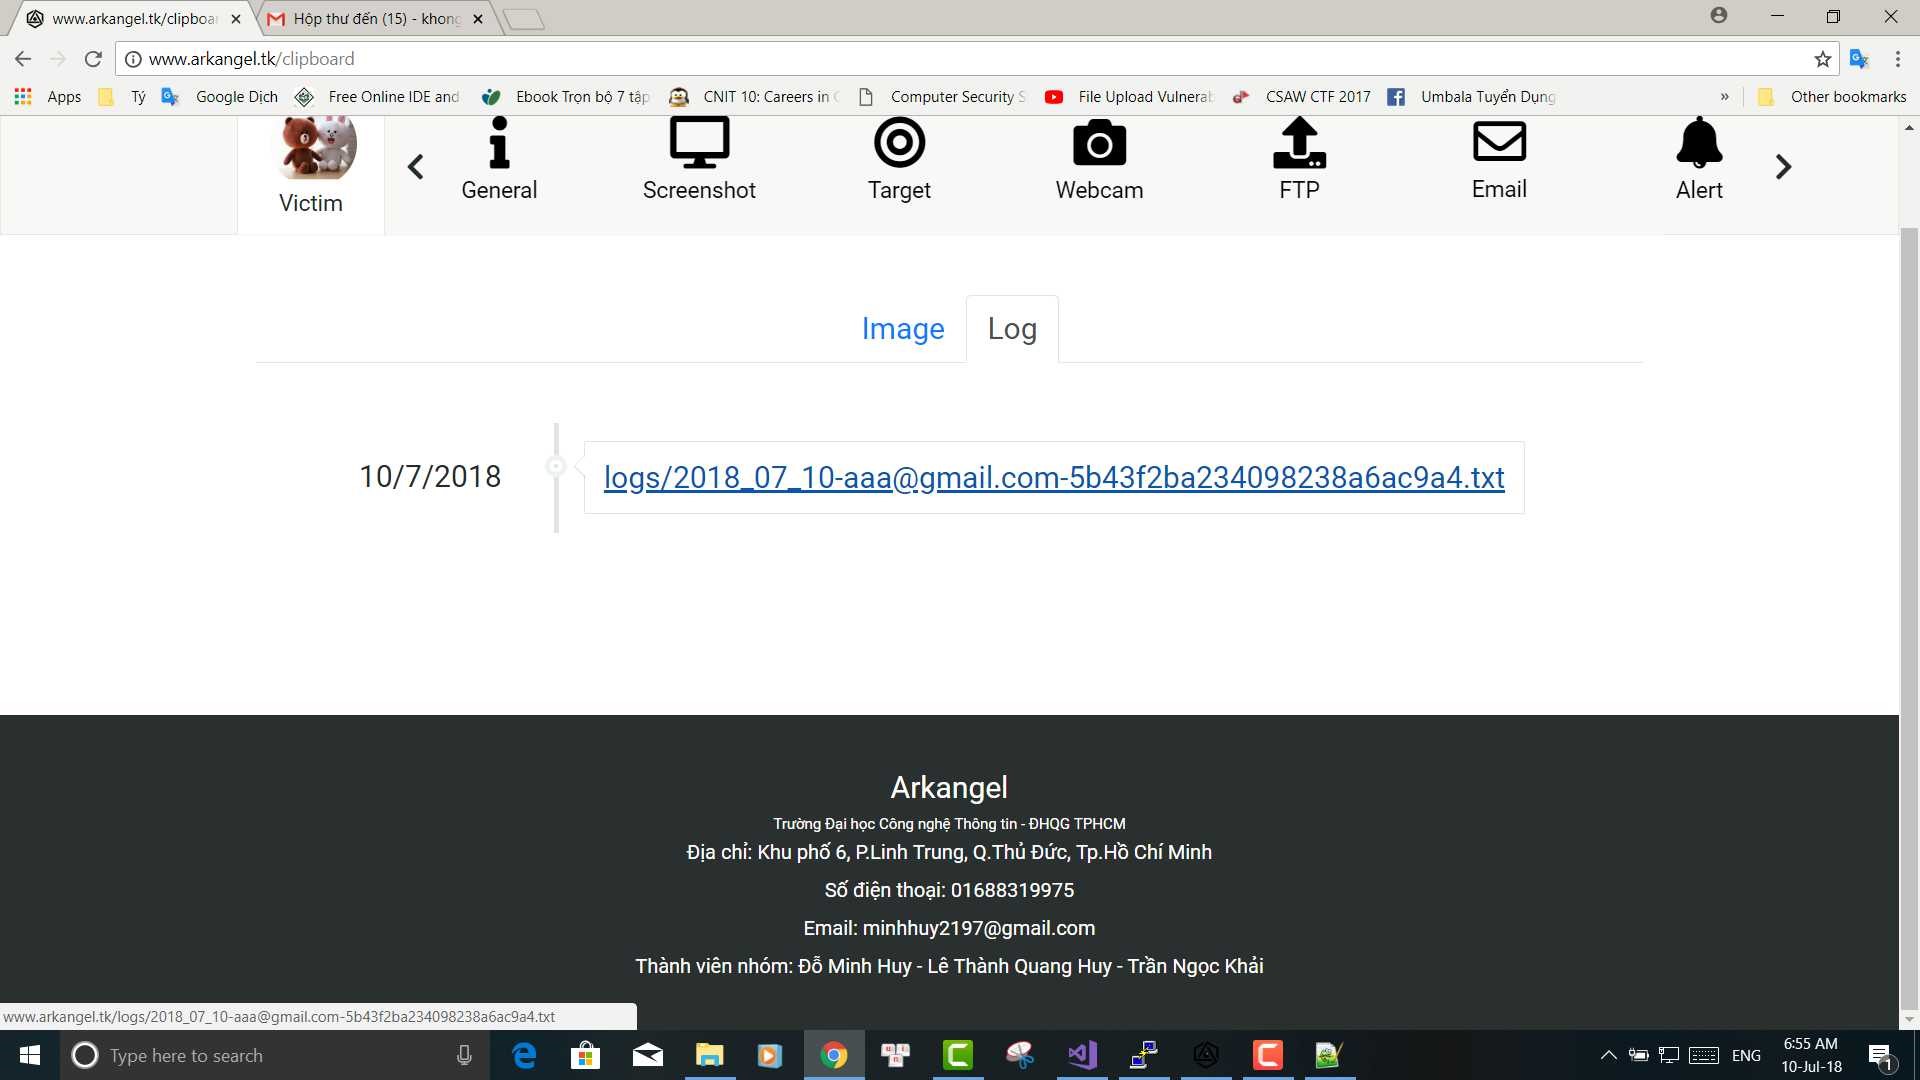 www.arkangel.tk/clipboar
Hộp thư đến (15) - khong
www.arkangel.tk/clipboard
Apps
Tý
Google Dịch
Free Online IDE and
Ebook Trọn bộ 7 tập
CNIT 10: Careers in C
Computer Security S
File Upload Vulnerab
CSAW CTF 2017
Umbala Tuyển Dụng
»
Other bookmarks
Victim
General
Screenshot
Target
Webcam
FTP
Email
Alert
Image
Log
10/7/2018
logs/2018_07_10-aaa@gmail.com-5b43f2ba234098238a6ac9a4.txt
Arkangel
Trường Đại học Công nghệ Thông tin - ĐHQG TPHCM
Địa chỉ: Khu phố 6, P.Linh Trung, Q.Thủ Đức, Tp.Hồ Chí Minh
Số điện thoại: 01688319975
Email: minhhuy2197@gmail.com
Thành viên nhóm: Đỗ Minh Huy - Lê Thành Quang Huy - Trần Ngọc Khải
www.arkangel.tk/logs/2018_07_10-aaa@gmail.com-5b43f2ba234098238a6ac9a4.txt
Type here to search
ENG
6:55 AM
10-Jul-18
1